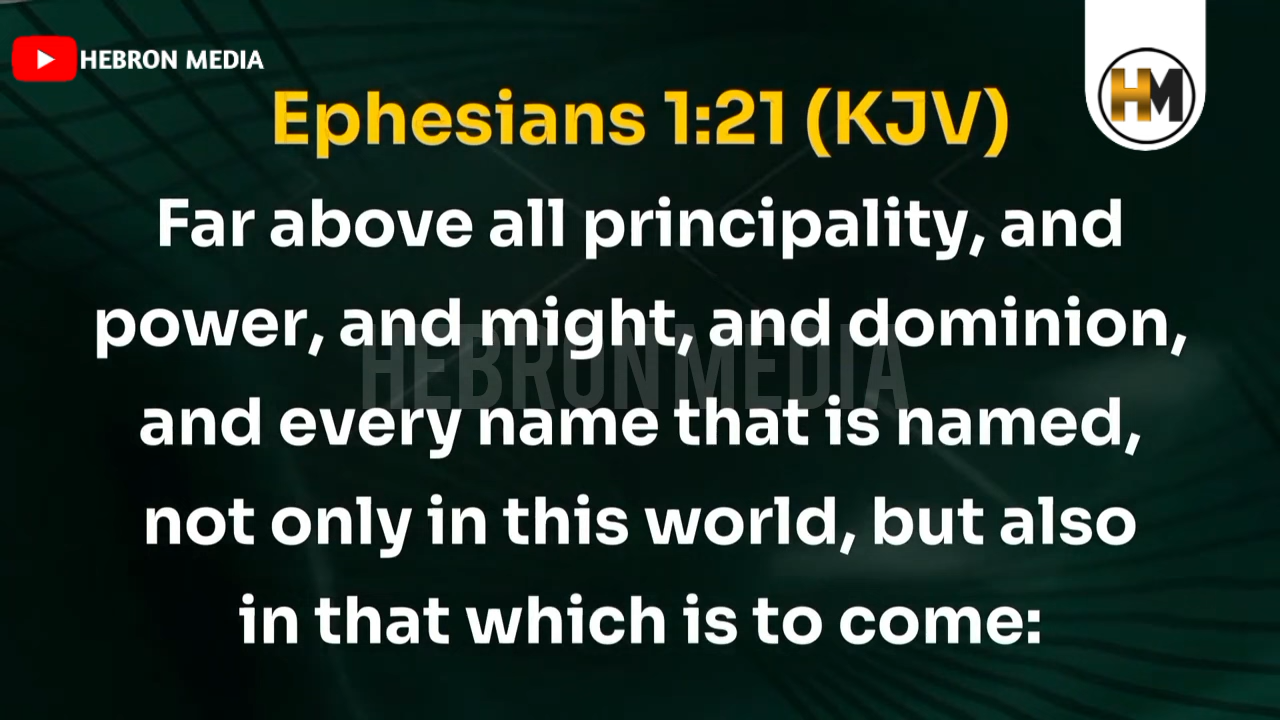 HEBRON MEDIA
HM
Ephesians 1:21 (KJV)
Far above all principality, and
power, and might, and dominion,
HEBRON MEDIA
and every name that is named,
not only in this world, but also
in that which is to come: